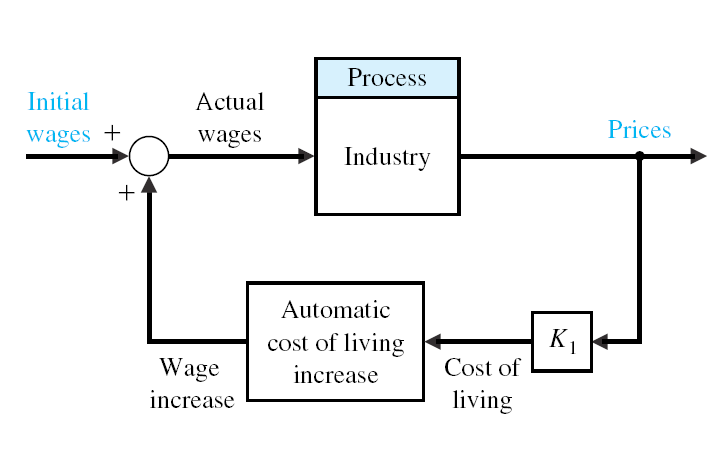 Process
Initial
wages
+
Actual
wages
Industry
Prices
+
Automatic
cost of living
increase
K1
Wage
increase
Cost of
living